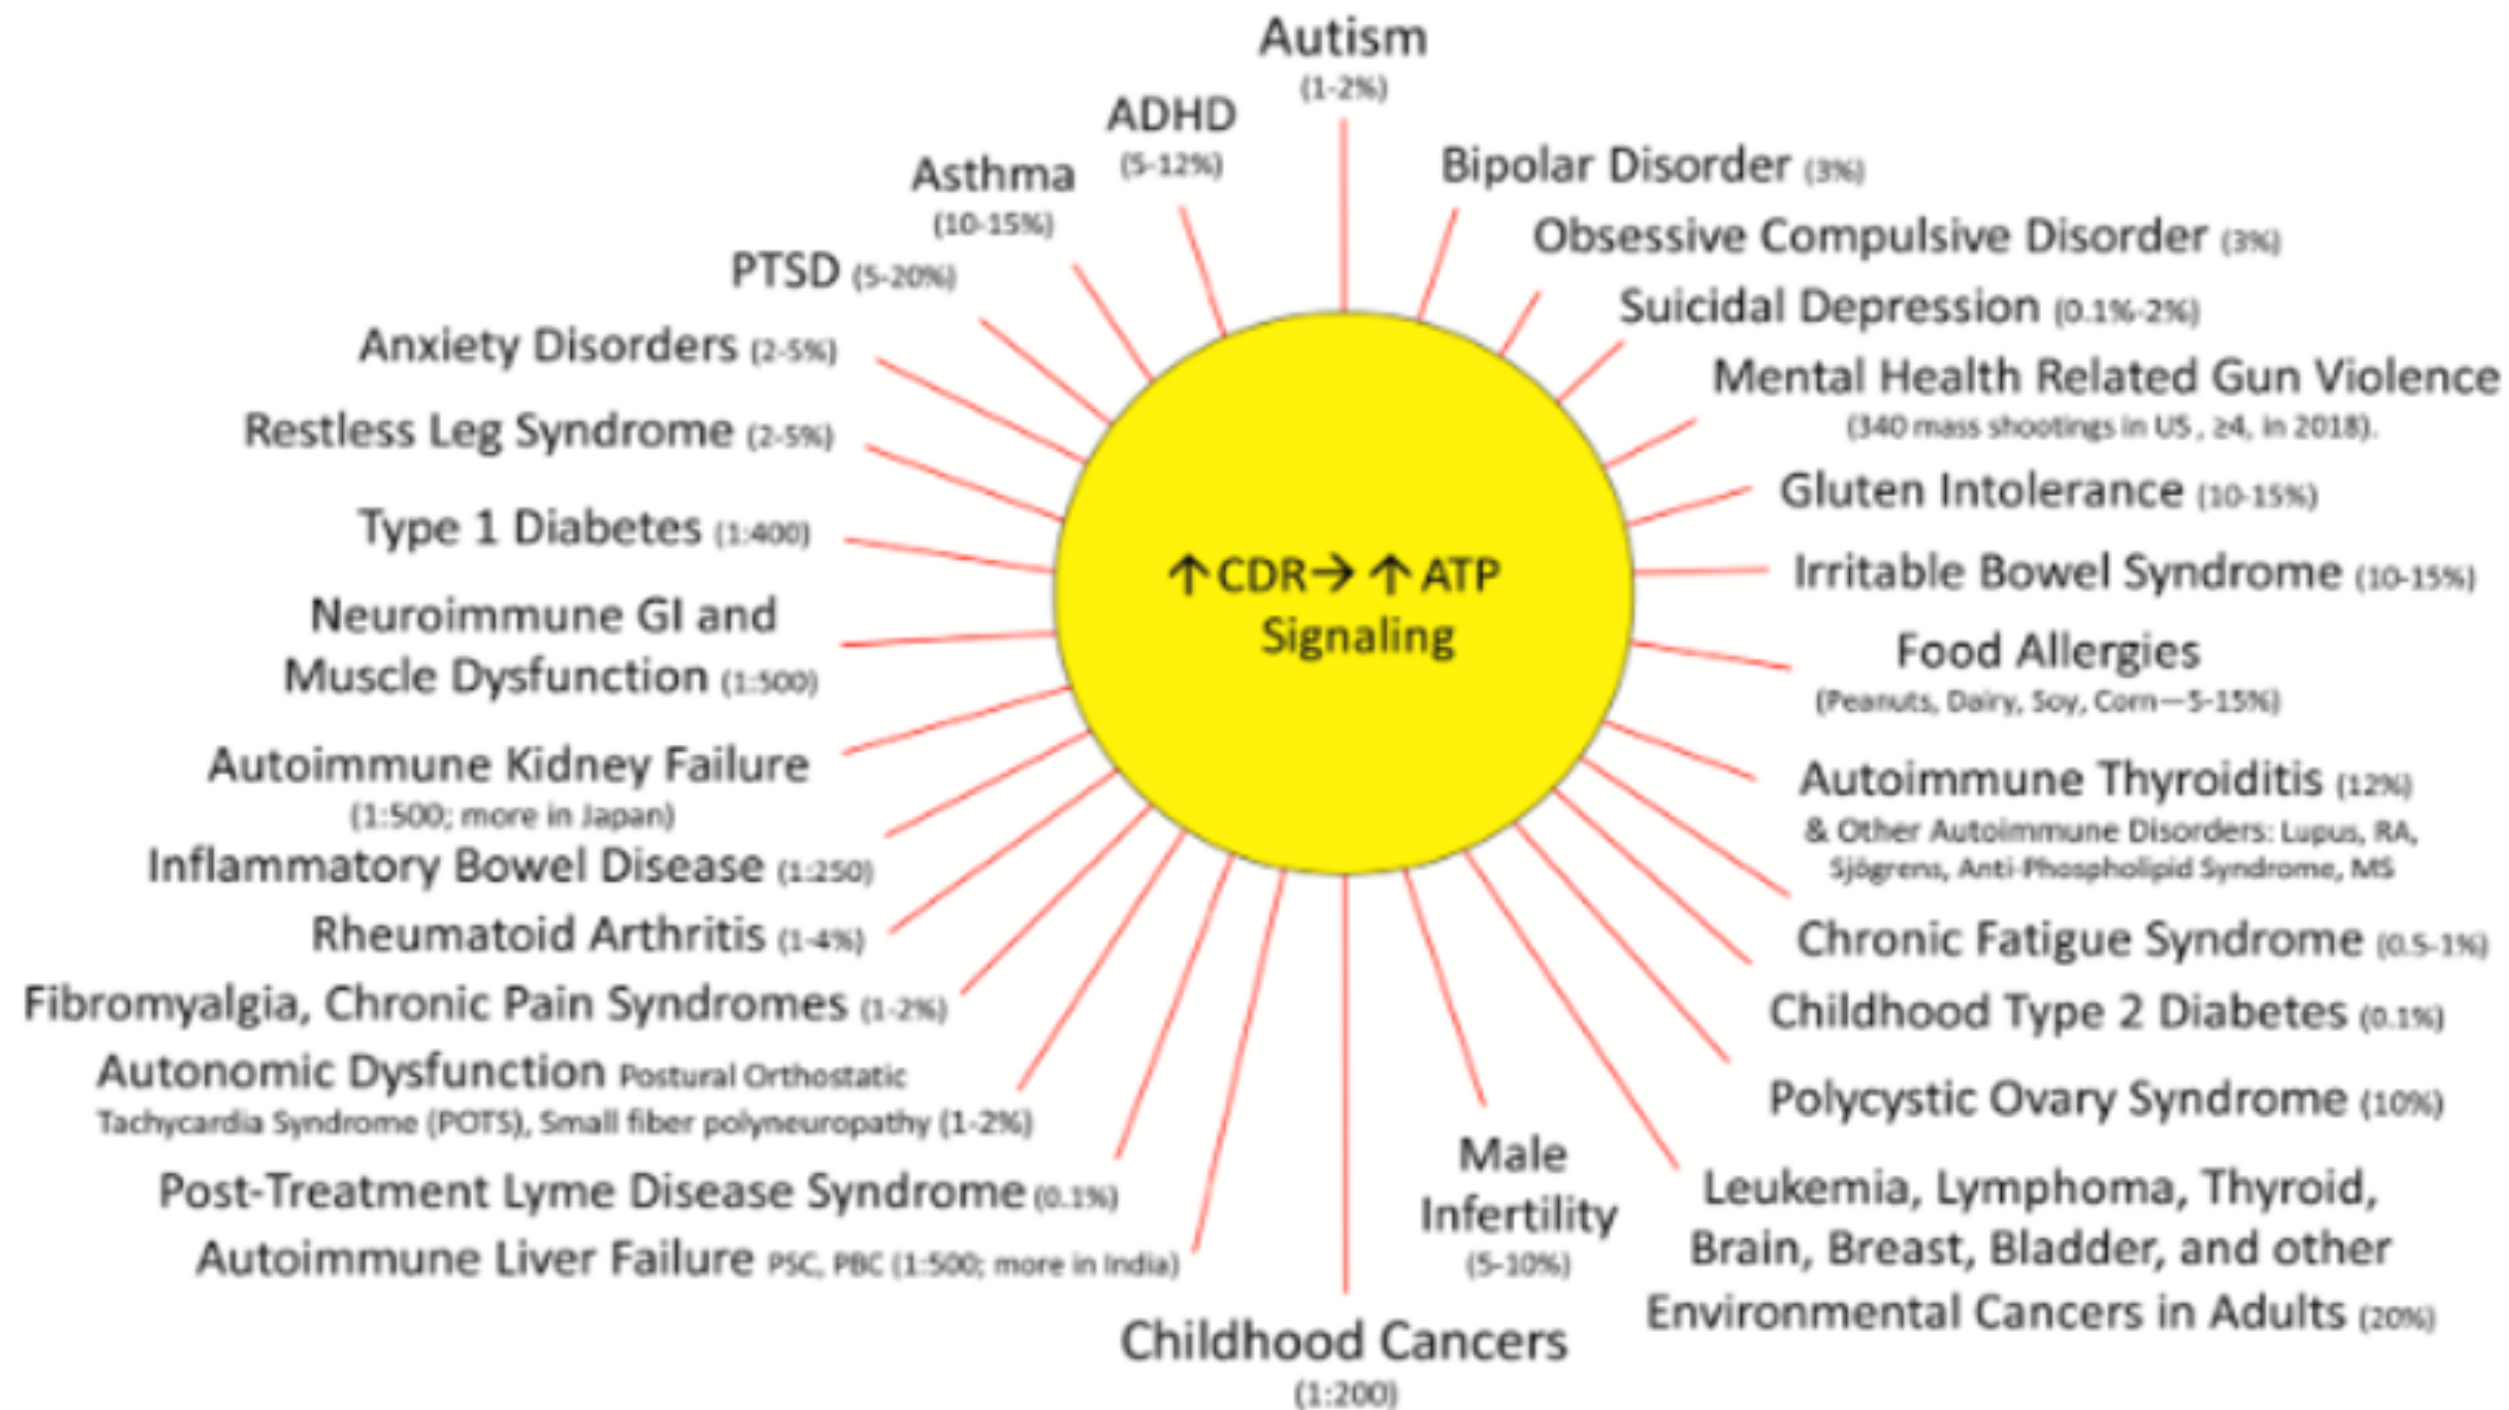 Autism
(1-2%)
ADHD
(5-12%)
Asthma
(10-15%)
PTSD (5-20%)
Anxiety Disorders (2-5%)
Restless Leg Syndrome (2-5%)
Type 1 Diabetes (1:400)
Neuroimmune GI and
Muscle Dysfunction (1:500)
Autoimmune Kidney Failure
(1:500; more in Japan)
Inflammatory Bowel Disease (1:250)
Rheumatoid Arthritis (1-4%)
Fibromyalgia, Chronic Pain Syndromes (1-2%)
Autonomic Dysfunction Postural Orthostatic
Tachycardia Syndrome (POTS), Small fiber polyneuropathy (1-2%)
Post-Treatment Lyme Disease Syndrome (0.1%)
Autoimmune Liver Failure PSC, PBC (1:500; more in India)
Childhood Cancers
(1:200)
↑CDR→ ↑ATP
Signaling
Bipolar Disorder (3%)
Obsessive Compulsive Disorder (3%)
Suicidal Depression (0.1%-2%)
Mental Health Related Gun Violence
(340 mass shootings in US , ≥4, in 2018).
Gluten Intolerance (10-15%)
Irritable Bowel Syndrome (10-15%)
Food Allergies
(Peanuts, Dairy, Soy, Corn—5-15%)
Autoimmune Thyroiditis (12%)
& Other Autoimmune Disorders: Lupus, RA,
Sjögrens, Anti-Phospholipid Syndrome, MS
Chronic Fatigue Syndrome (0.5-1%)
Childhood Type 2 Diabetes (0.1%)
Polycystic Ovary Syndrome (10%)
Leukemia, Lymphoma, Thyroid,
Brain, Breast, Bladder, and other
Environmental Cancers in Adults (20%)
Male
Infertility
(5-10%)